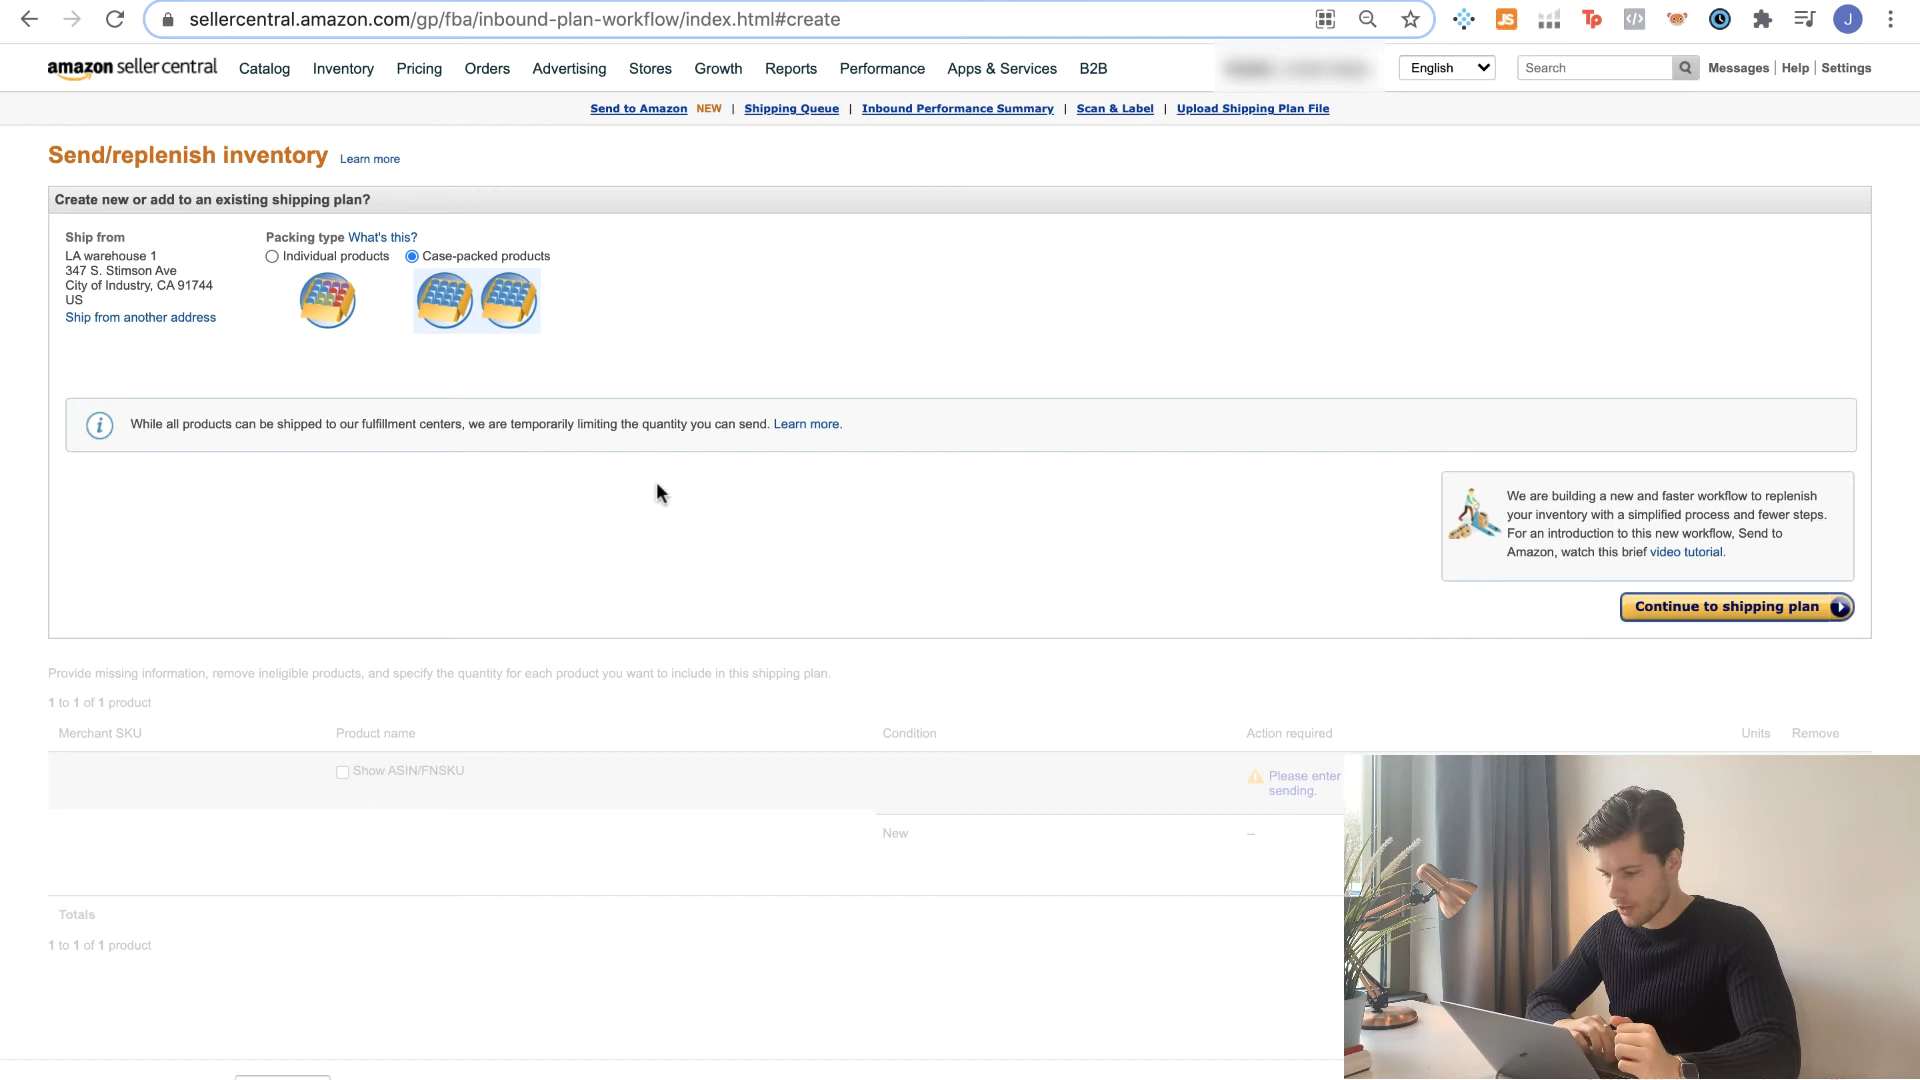 sellercentral.amazon.com/gp/fba/inbound-plan-workflow/index.html#create
JS
Tp
J
amazon seller central
Catalog
Inventory
Pricing
Orders
Advertising
Stores
Growth
Reports
Performance
Apps & Services
B2B
English
Search
Messages | Help | Settings
Send to Amazon NEW | Shipping Queue | Inbound Performance Summary | Scan & Label | Upload Shipping Plan File
Send/replenish inventory Learn more
Create new or add to an existing shipping plan?
Ship from
LA warehouse 1
347 S. Stimson Ave
City of Industry, CA 91744
US
Ship from another address
Packing type What's this?
Individual products
Case-packed products
While all products can be shipped to our fulfillment centers, we are temporarily limiting the quantity you can send. Learn more.
We are building a new and faster workflow to replenish
your inventory with a simplified process and fewer steps.
For an introduction to this new workflow, Send to
Amazon, watch this brief video tutorial.
Continue to shipping plan
Provide missing information, remove ineligible products, and specify the quantity for each product you want to include in this shipping plan.
1 to 1 of 1 product
Merchant SKU
Product name
Condition
Action required
Units
Remove
Show ASIN/FNSKU
Please enter
sending.
New
--
Totals
1 to 1 of 1 product